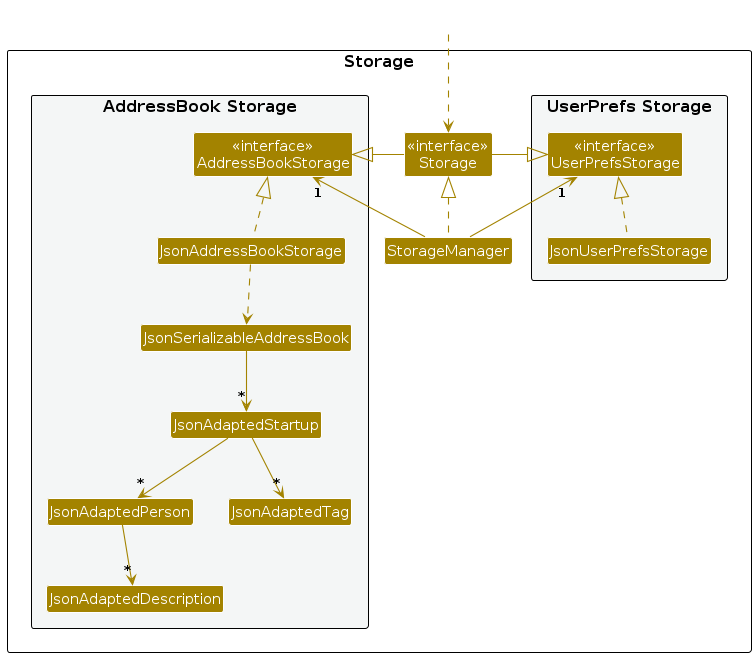 Storage
AddressBook Storage
UserPrefs Storage
«interface»
AddressBookStorage
«interface»
Storage
«interface»
UserPrefsStorage
1
1
JsonAddressBookStorage
StorageManager
JsonUserPrefsStorage
JsonSerializableAddressBook
*
JsonAdaptedStartup
*
*
JsonAdaptedPerson
JsonAdaptedTag
*
JsonAdaptedDescription